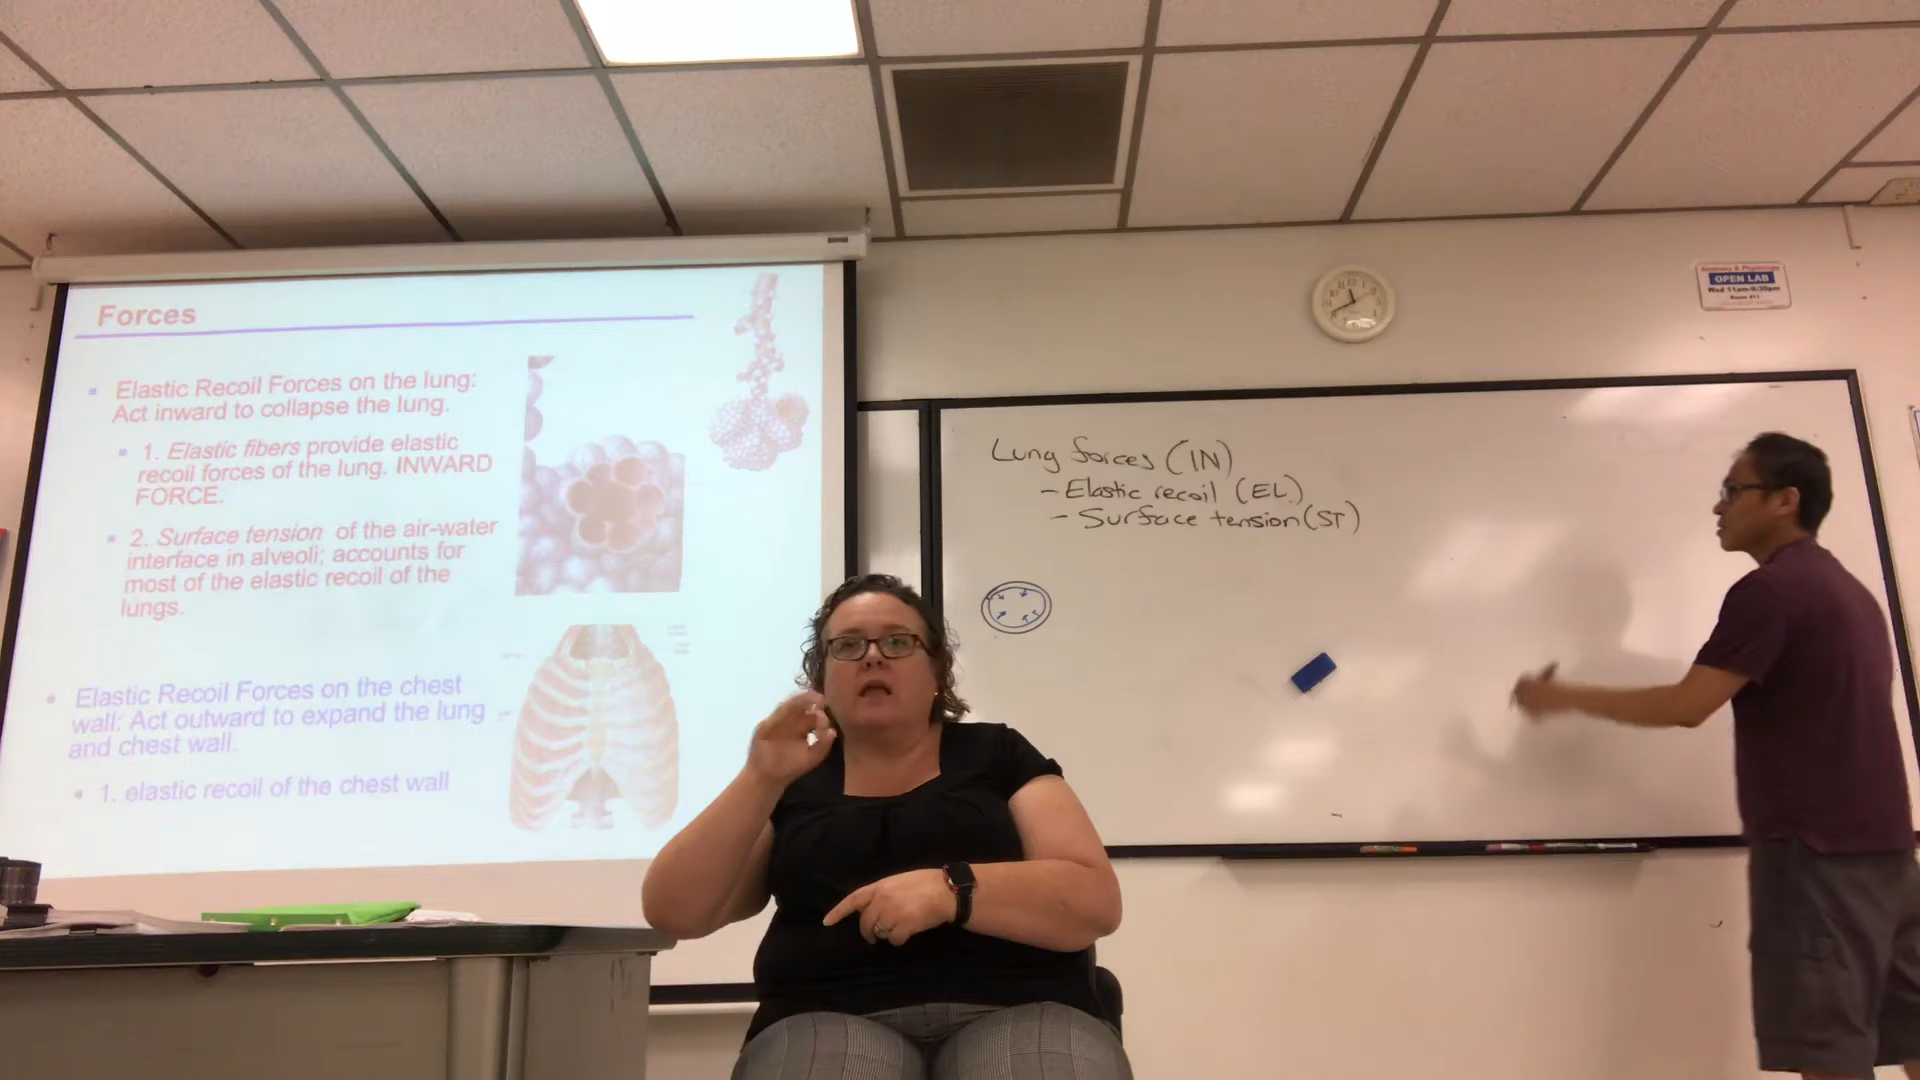 Forces
▪ Elastic Recoil Forces on the lung:
Act inward to collapse the lung.
▪ 1. Elastic fibers provide elastic
recoil forces of the lung. INWARD
FORCE.
▪ 2. Surface tension of the air-water
interface in alveoli; accounts for
most of the elastic recoil of the
lungs.
• Elastic Recoil Forces on the chest
wall: Act outward to expand the lung
and chest wall.
• 1. elastic recoil of the chest wall
Lung forces (IN)
- Elastic recoil (EL)
- Surface tension (ST)
Anatomy & Physiology
OPEN LAB